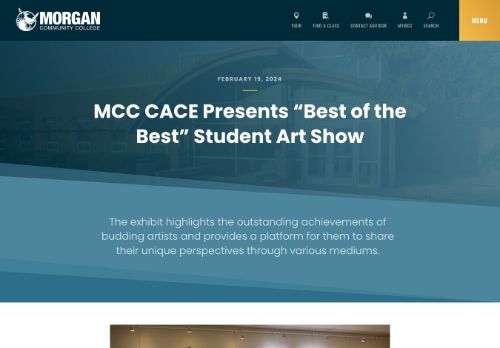 MORGAN
COMMUNITY COLLEGE
TOUR
FIND A CLASS
CONTACT ADVISOR
MYMCC
SEARCH
MENU
FEBRUARY 19, 2024
MCC CACE Presents “Best of the
Best” Student Art Show
The exhibit highlights the outstanding achievements of
budding artists and provides a platform for them to share
their unique perspectives through various mediums.